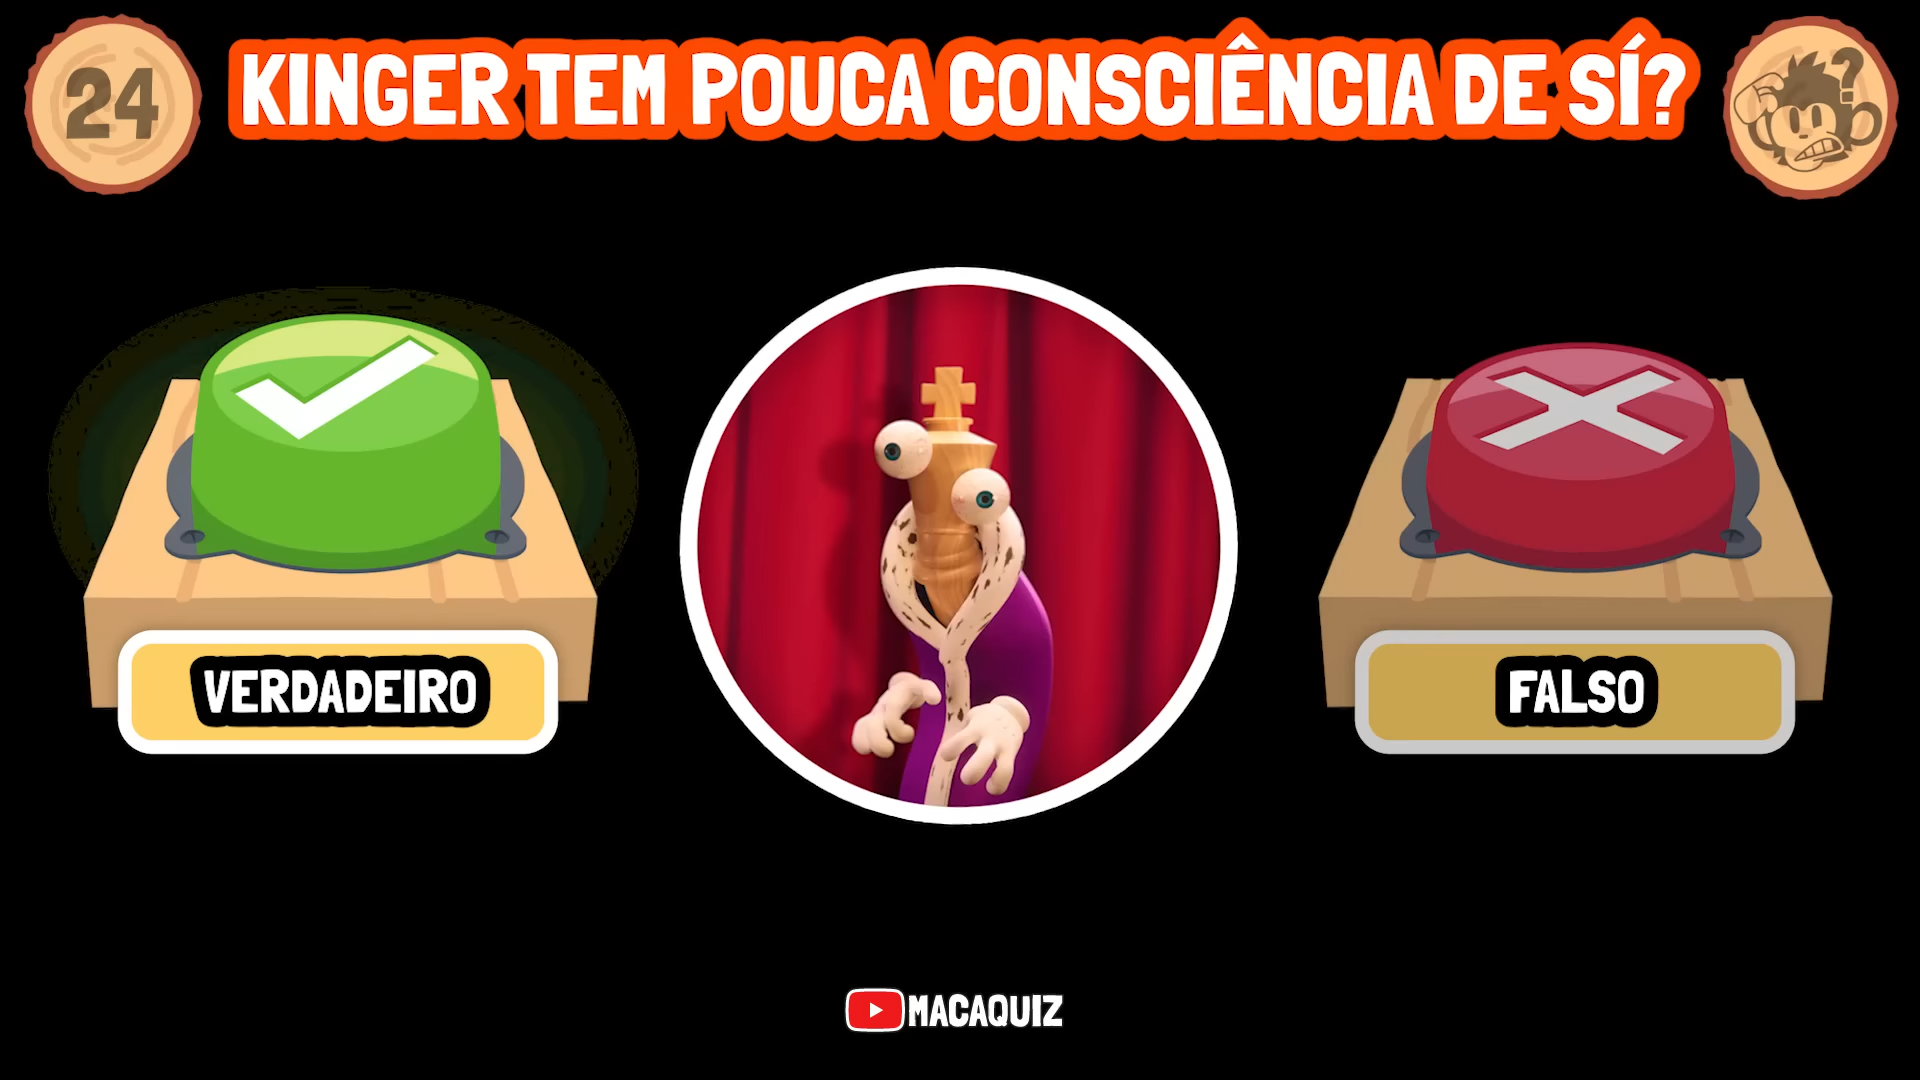 24
KINGER TEM POUCA CONSCIÊNCIA DE SÍ?
?
VERDADEIRO
FALSO
MACAQUIZ